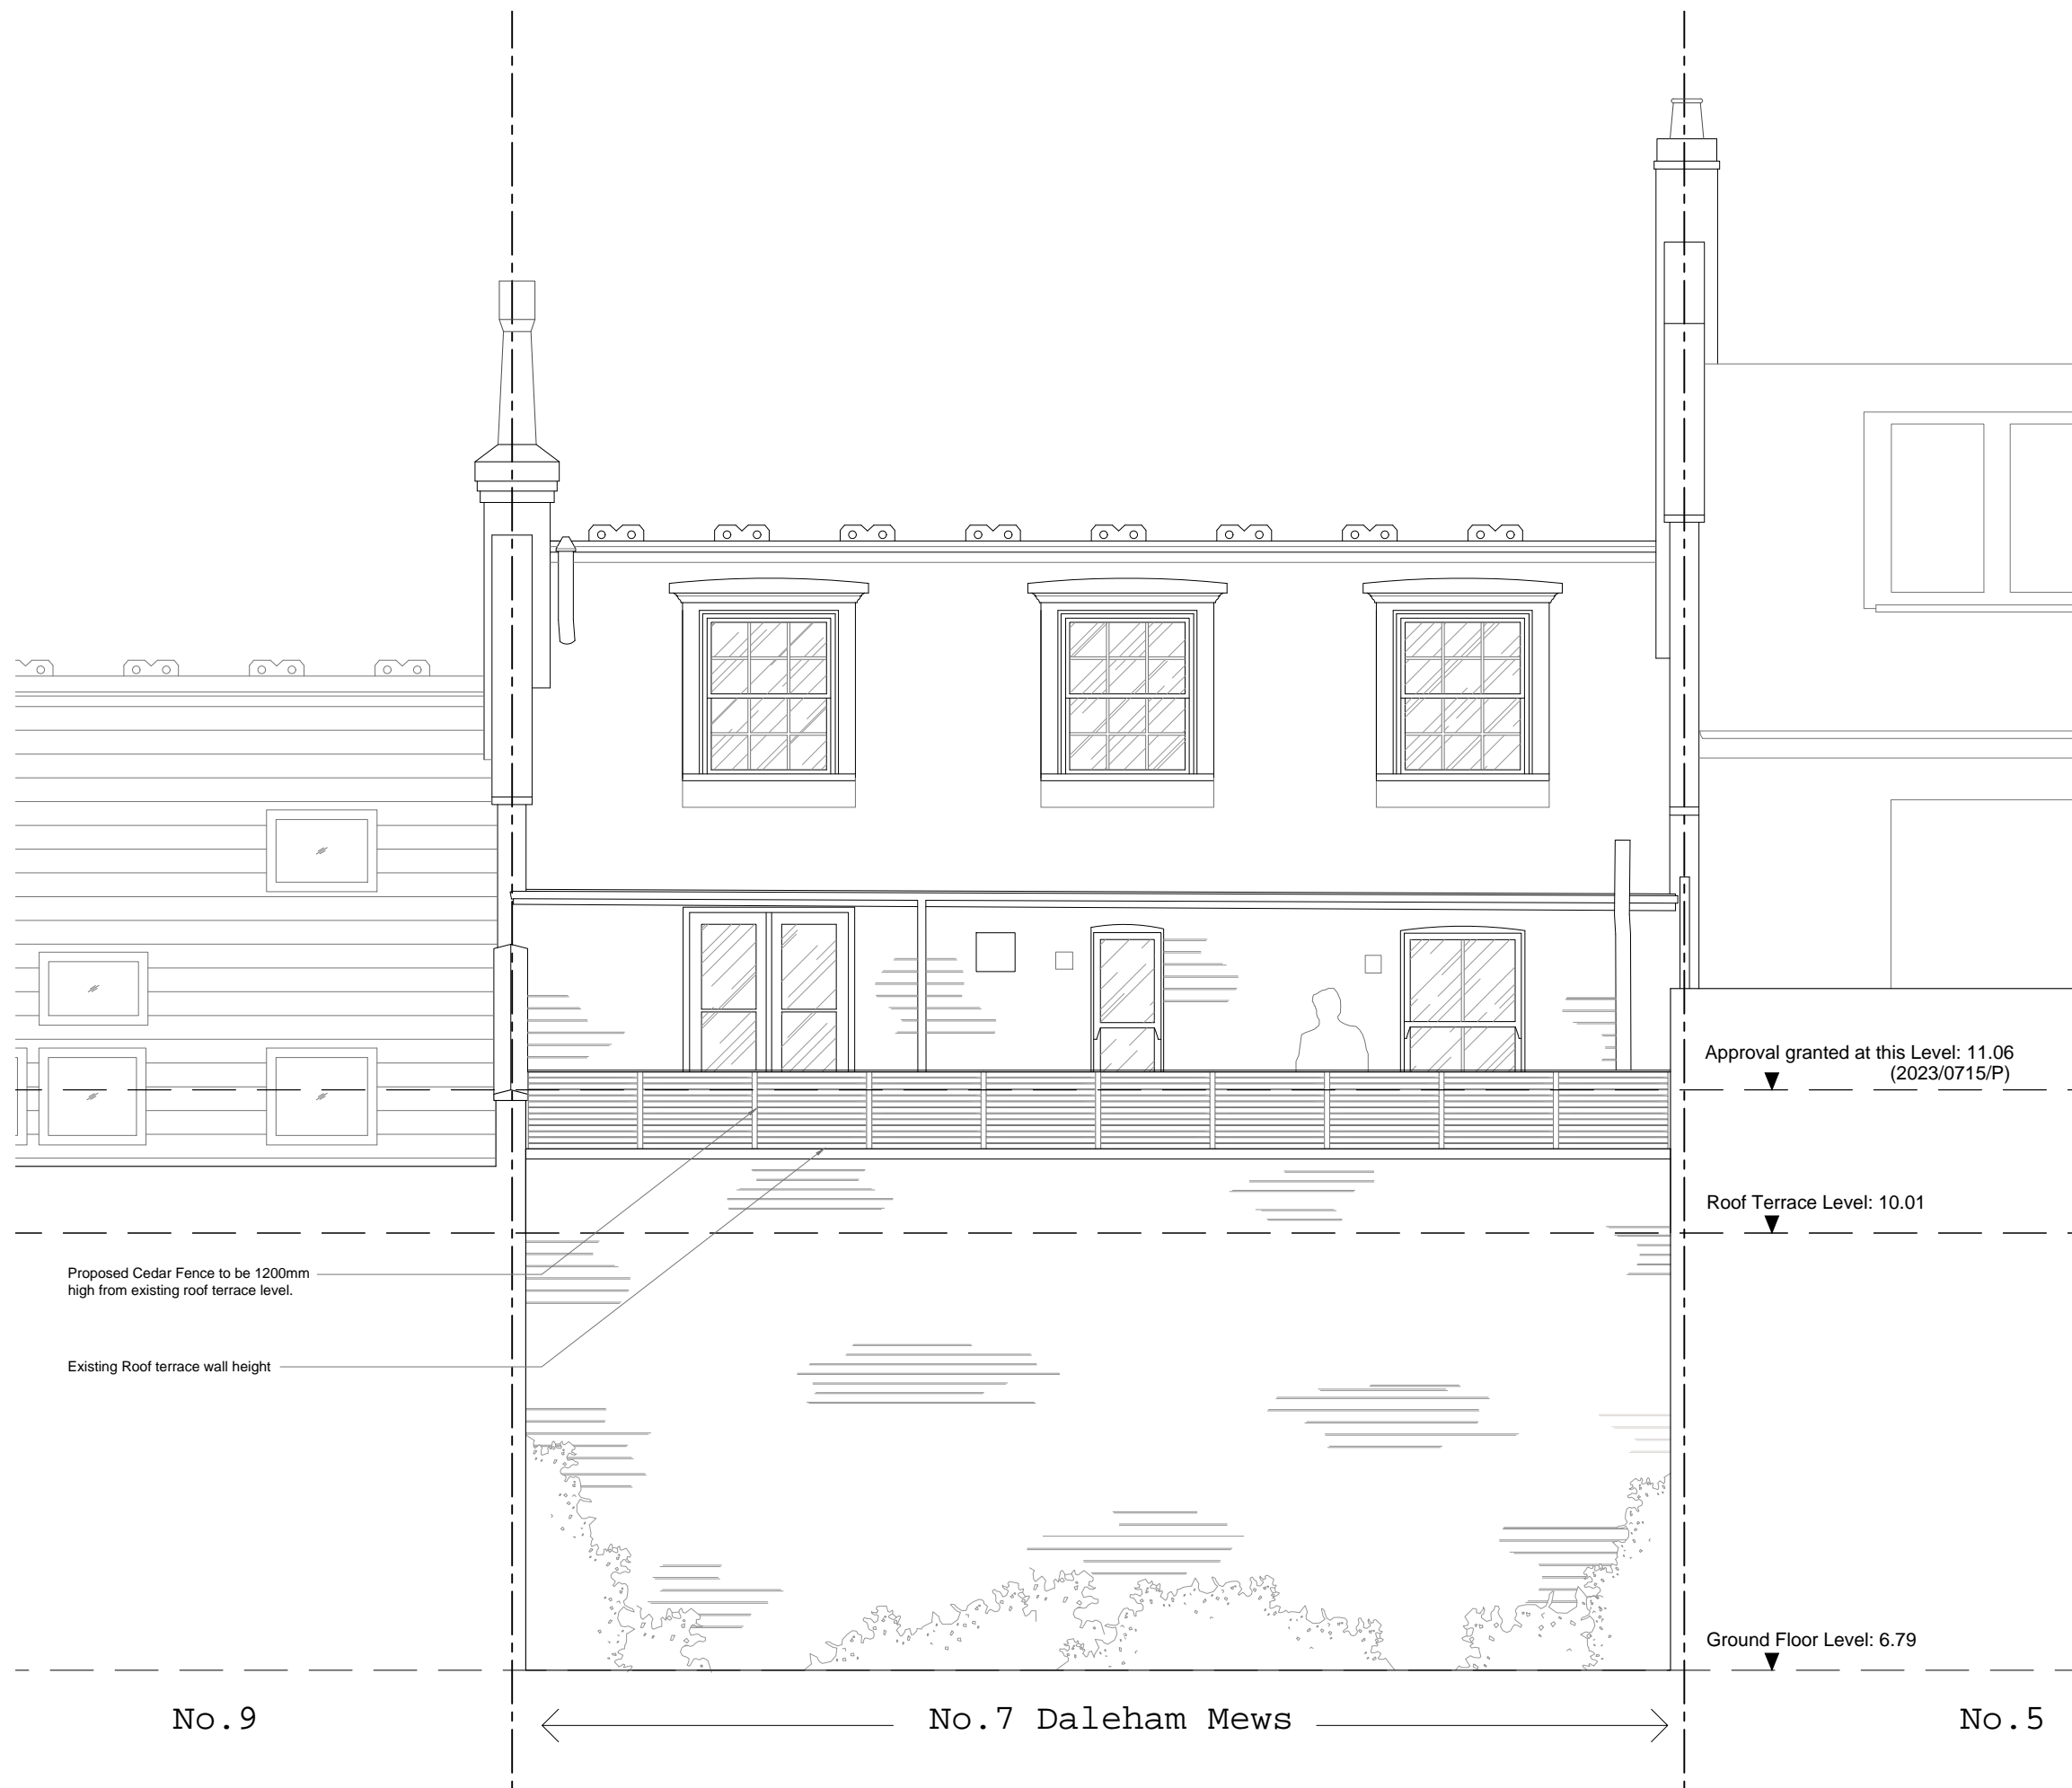 Approval granted at this Level: 11.06
(2023/0715/P)
Roof Terrace Level: 10.01
Proposed Cedar Fence to be 1200mm
high from existing roof terrace level.
Existing Roof terrace wall height
Ground Floor Level: 6.79
No.9
No.7 Daleham Mews
No.5